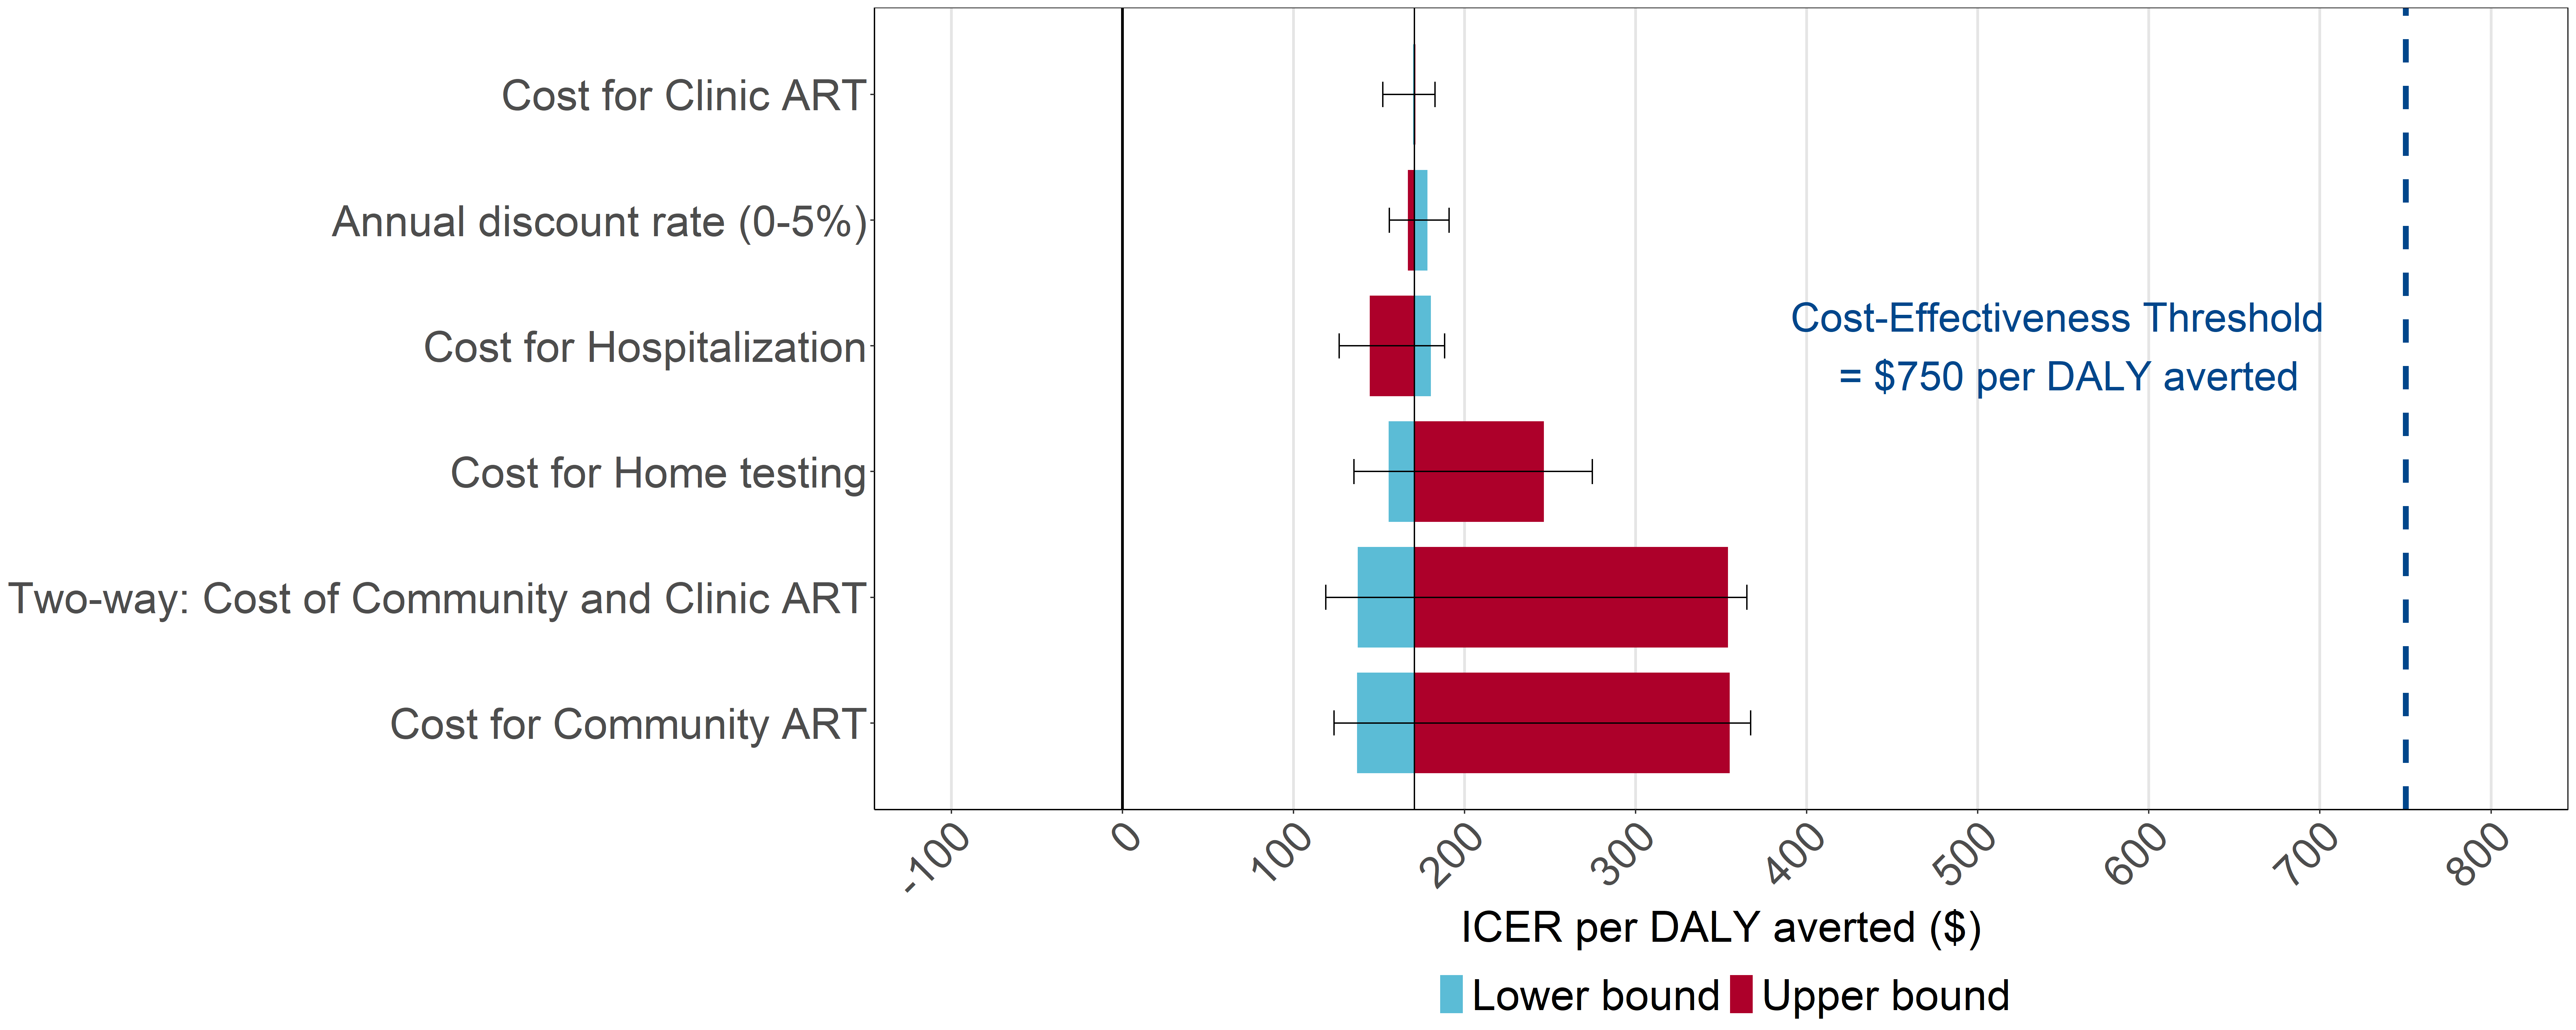 Cost for Clinic ART
Annual discount rate (0-5%)
Cost for Hospitalization
Cost for Home testing
Two-way: Cost of Community and Clinic ART
Cost for Community ART
Cost-Effectiveness Threshold
= $750 per DALY averted
-100
0
100
200
300
400
500
600
700
800
ICER per DALY averted ($)
Lower bound
Upper bound